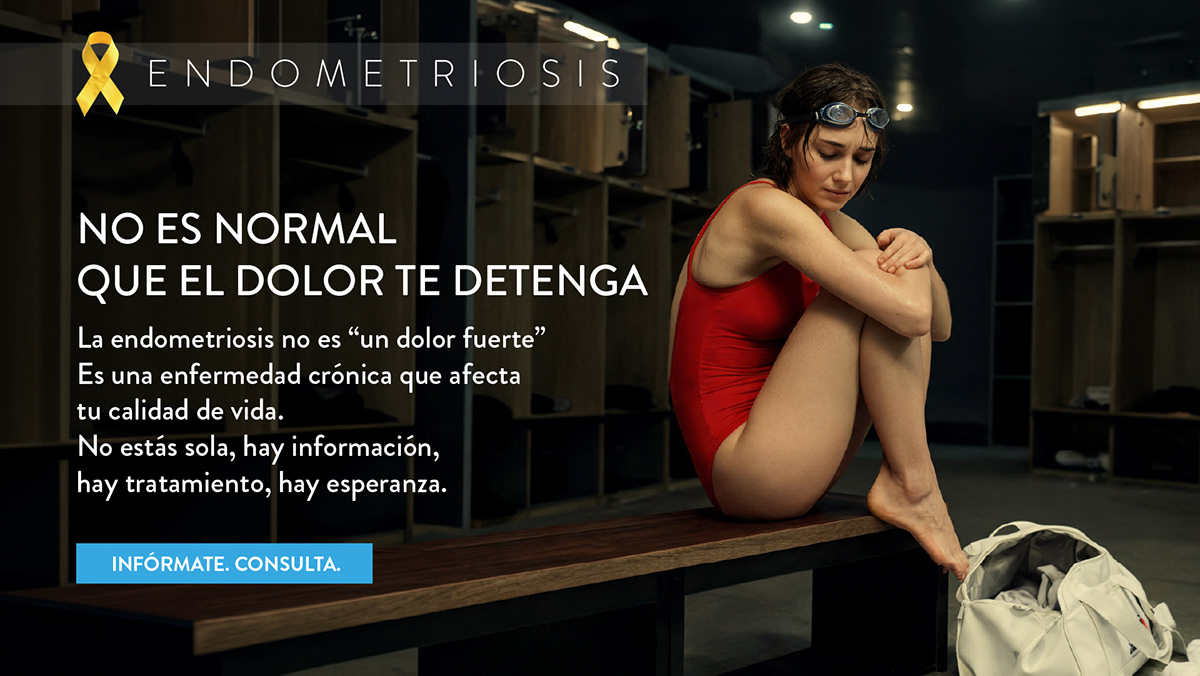 ENDOMETRIOSIS
NO ES NORMAL
QUE EL DOLOR TE DETENGA
La endometriosis no es “un dolor fuerte”
Es una enfermedad crónica que afecta
tu calidad de vida.
No estás sola, hay información,
hay tratamiento, hay esperanza.
INFÓRMATE. CONSULTA.